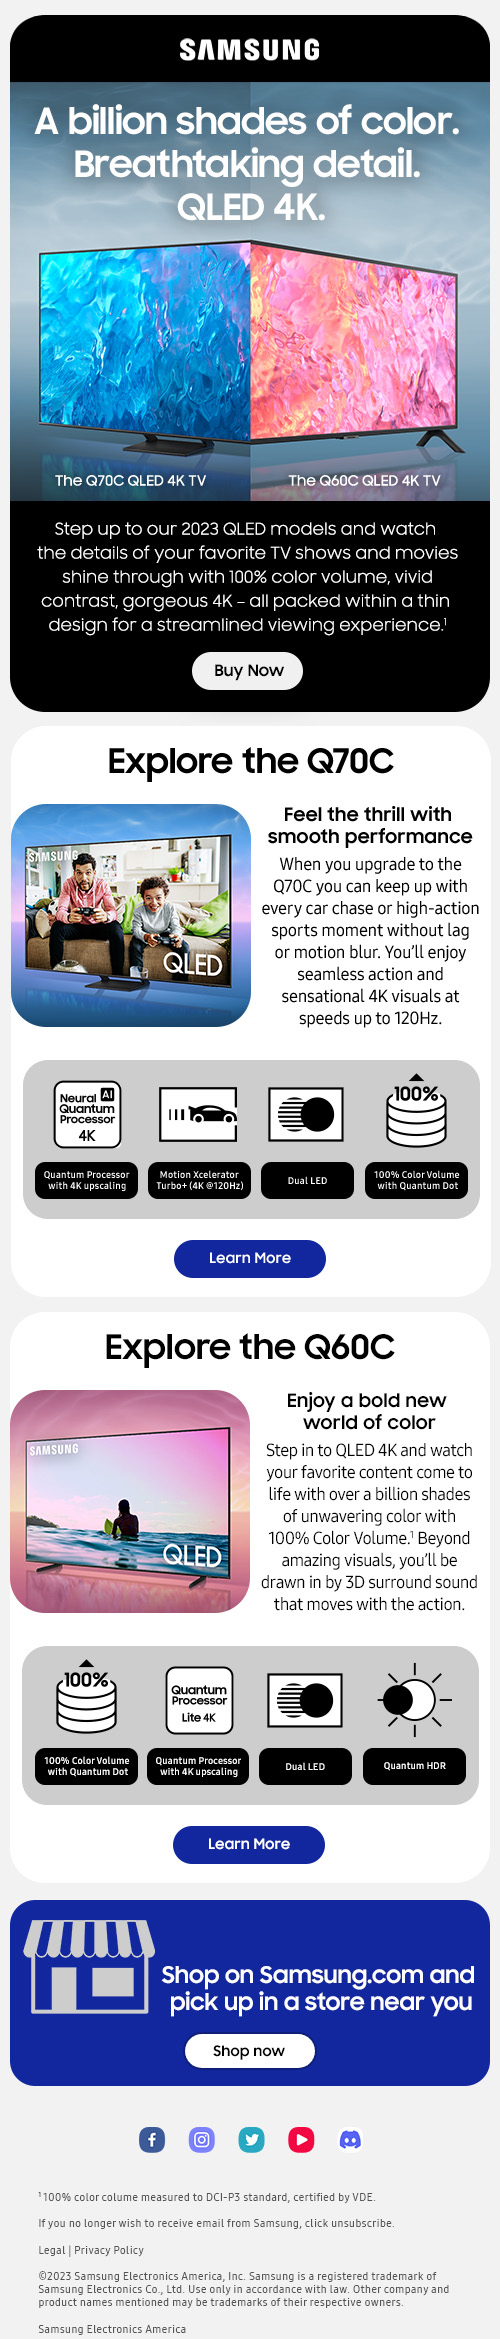 SAMSUNG
A billion shades of color.
Breathtaking detail.
QLED 4K.
The Q70C QLED 4K TV
The Q60C QLED 4K TV
Step up to our 2023 QLED models and watch
the details of your favorite TV shows and movies
shine through with 100% color volume, vivid
contrast, gorgeous 4K – all packed within a thin
design for a streamlined viewing experience.¹
Buy Now
Explore the Q70C
SAMSUNG
QLED
Feel the thrill with
smooth performance
When you upgrade to the
Q70C you can keep up with
every car chase or high-action
sports moment without lag
or motion blur. You’ll enjoy
seamless action and
sensational 4K visuals at
speeds up to 120Hz.
Neural AI
Quantum
Processor
4K
100%
Quantum Processor
with 4K upscaling
Motion Xcelerator
Turbo+ (4K @120Hz)
Dual LED
100% Color Volume
with Quantum Dot
Learn More
Explore the Q60C
SAMSUNG
QLED
Enjoy a bold new
world of color
Step in to QLED 4K and watch
your favorite content come to
life with over a billion shades
of unwavering color with
100% Color Volume.¹ Beyond
amazing visuals, you’ll be
drawn in by 3D surround sound
that moves with the action.
100%
Quantum
Processor
Lite 4K
100% Color Volume
with Quantum Dot
Quantum Processor
with 4K upscaling
Dual LED
Quantum HDR
Learn More
Shop on Samsung.com and
pick up in a store near you
Shop now
¹100% color colume measured to DCI-P3 standard, certified by VDE.
If you no longer wish to receive email from Samsung, click unsubscribe.
Legal | Privacy Policy
©2023 Samsung Electronics America, Inc. Samsung is a registered trademark of
Samsung Electronics Co., Ltd. Use only in accordance with law. Other company and
product names mentioned may be trademarks of their respective owners.
Samsung Electronics America